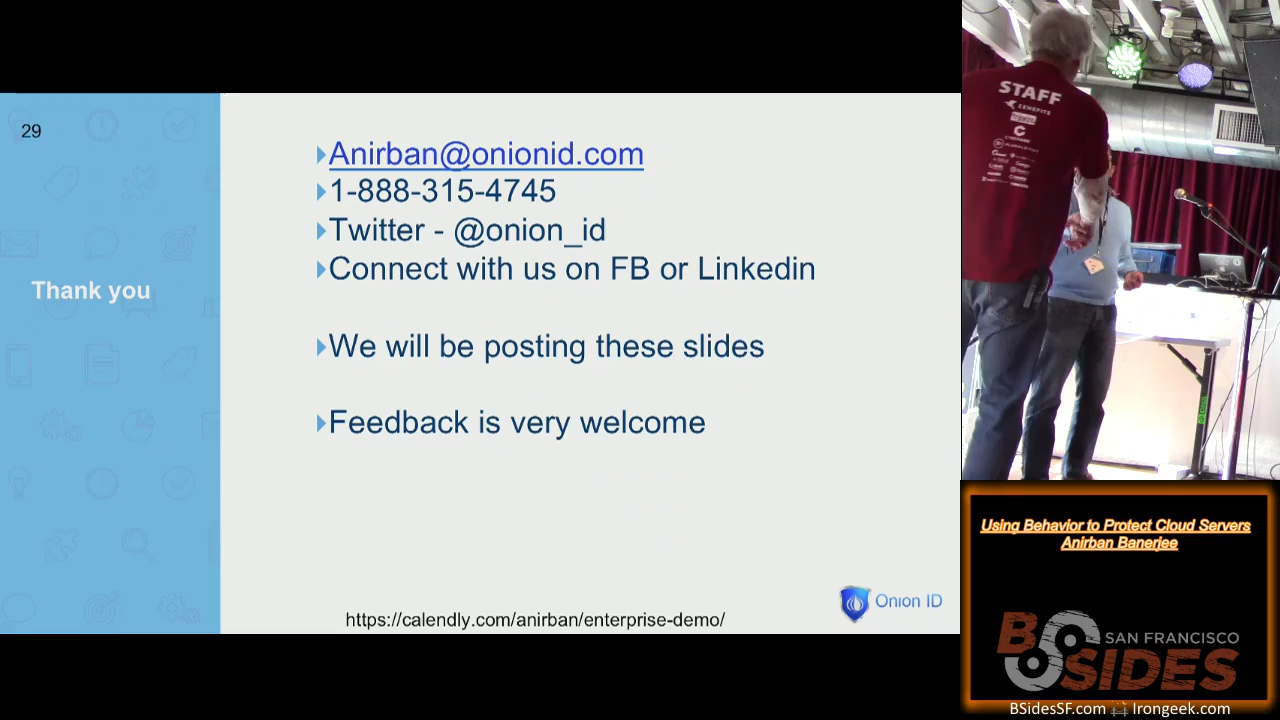 29
Thank you
Anirban@onionid.com
1-888-315-4745
Twitter - @onion_id
Connect with us on FB or Linkedin
We will be posting these slides
Feedback is very welcome
Onion ID
https://calendly.com/anirban/enterprise-demo/
STAFF
ZENEFITS
Using Behavior to Protect Cloud Servers
Anirban Banerjee
BSIDES
SAN FRANCISCO
BSidesSF.com Irongeek.com